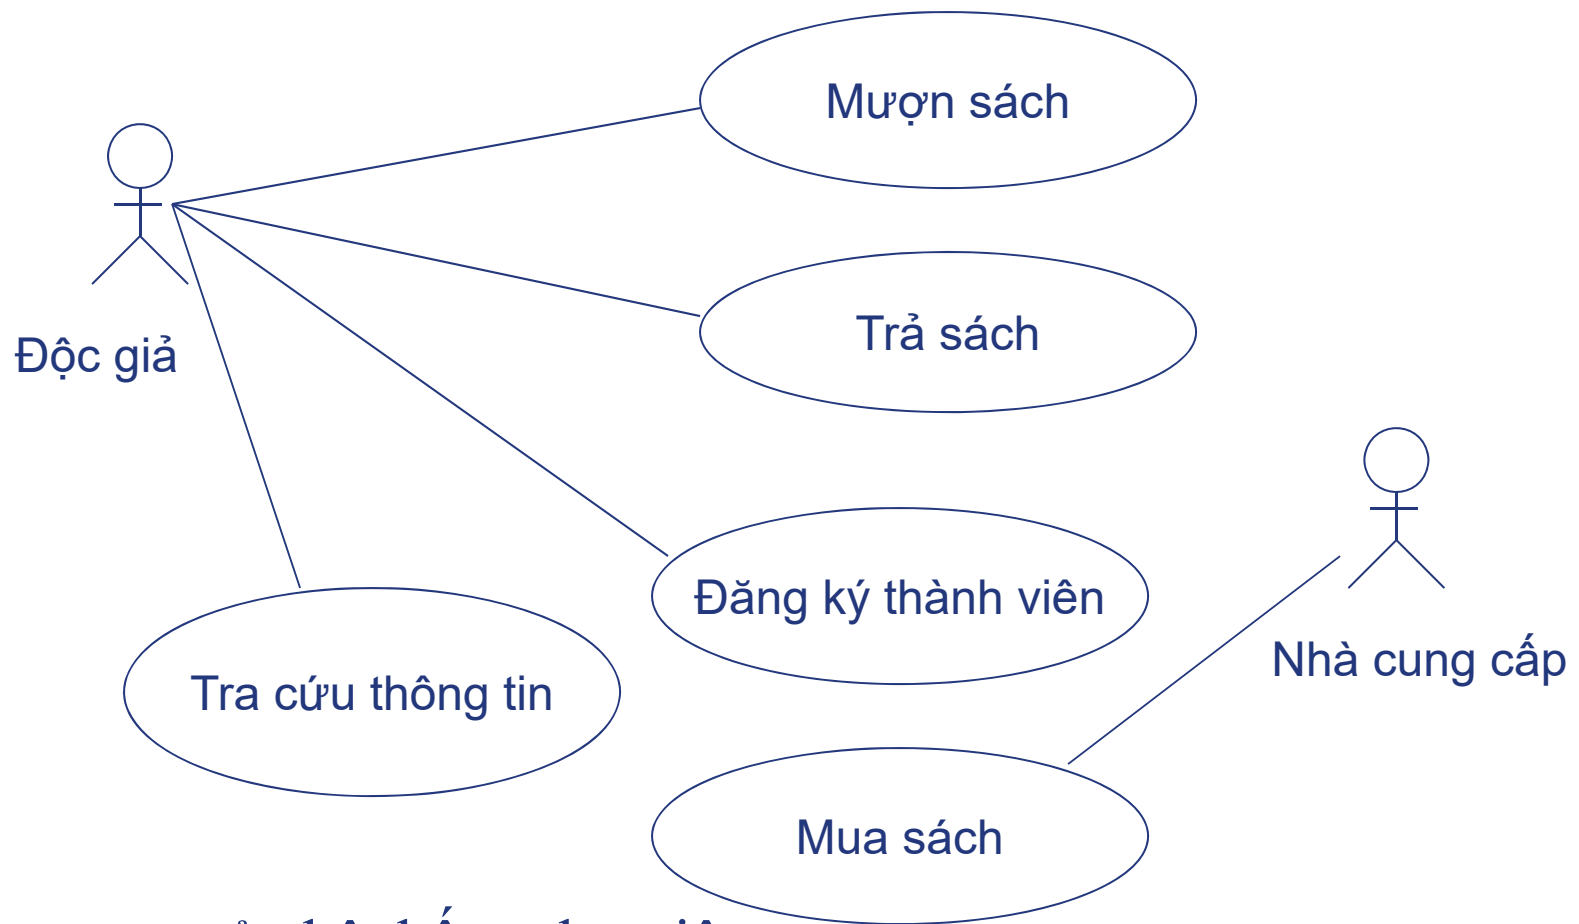 Mượn sách
Trả sách
Độc giả
Đăng ký thành viên
Nhà cung cấp
Tra cứu thông tin
Mua sách